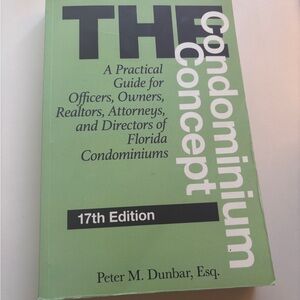 THE
Condominium
Concept
A Practical
Guide for
Officers, Owners,
Realtors, Attorneys,
and Directors of
Florida
Condominiums
17th Edition
Peter M. Dunbar, Esq.